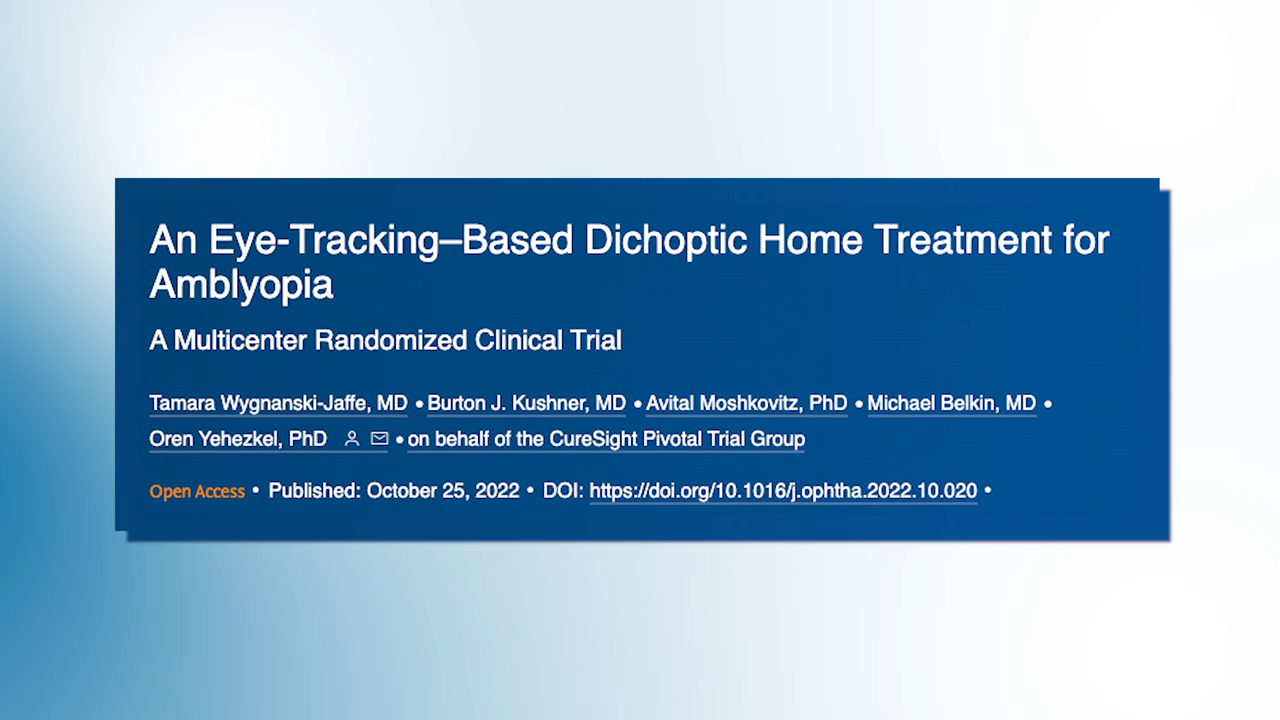 An Eye-Tracking–Based Dichoptic Home Treatment for
Amblyopia
A Multicenter Randomized Clinical Trial
Tamara Wygnanski-Jaffe, MD • Burton J. Kushner, MD • Avital Moshkovitz, PhD • Michael Belkin, MD •
Oren Yehezkel, PhD • on behalf of the CureSight Pivotal Trial Group
Open Access • Published: October 25, 2022 • DOI: https://doi.org/10.1016/j.ophtha.2022.10.020 •